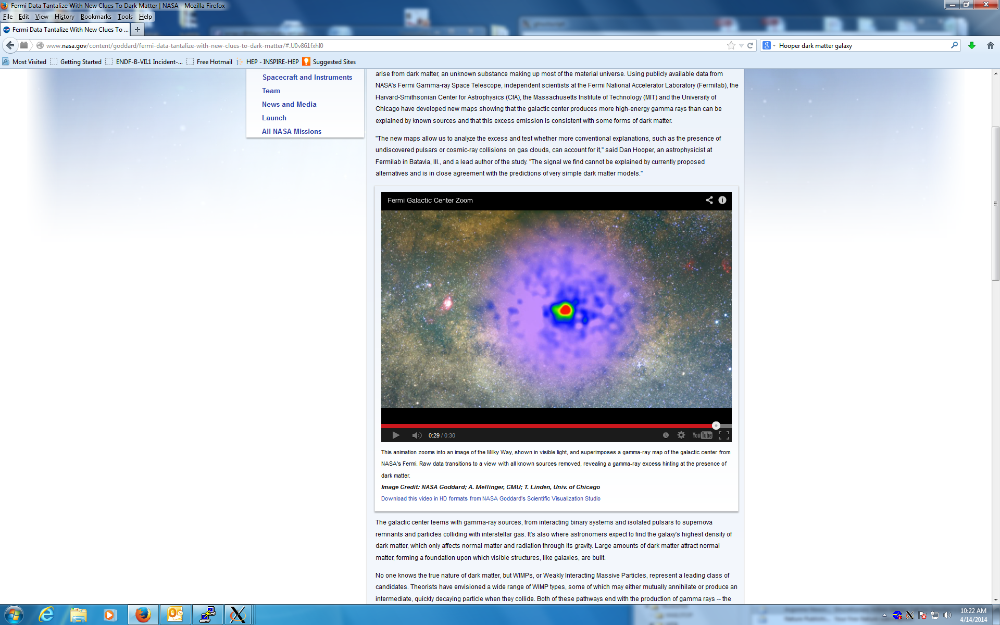 Fermi Data Tantalize With New Clues To Dark Matter | NASA - Mozilla Firefox
File Edit View History Bookmarks Tools Help
Fermi Data Tantalize With New Clues To ...
www.nasa.gov/content/goddard/fermi-data-tantalize-with-new-clues-to-dark-matter/#.U0v861fxhI0
Hooper dark matter galaxy
Most Visited Getting Started ENDF-B-VII.1 Incident-... Free Hotmail HEP - INSPIRE-HEP Suggested Sites
Spacecraft and Instruments
Team
News and Media
Launch
All NASA Missions
arise from dark matter, an unknown substance making up most of the material universe. Using publicly available data from
NASA's Fermi Gamma-ray Space Telescope, independent scientists at the Fermi National Accelerator Laboratory (Fermilab), the
Harvard-Smithsonian Center for Astrophysics (CfA), the Massachusetts Institute of Technology (MIT) and the University of
Chicago have developed new maps showing that the galactic center produces more high-energy gamma rays than can be
explained by known sources and that this excess emission is consistent with some forms of dark matter.
"The new maps allow us to analyze the excess and test whether more conventional explanations, such as the presence of
undiscovered pulsars or cosmic-ray collisions on gas clouds, can account for it," said Dan Hooper, an astrophysicist at
Fermilab in Batavia, Ill., and a lead author of the study. "The signal we find cannot be explained by currently proposed
alternatives and is in close agreement with the predictions of very simple dark matter models."
Fermi Galactic Center Zoom
0:29 / 0:30
YouTube
This animation zooms into an image of the Milky Way, shown in visible light, and superimposes a gamma-ray map of the galactic center from
NASA's Fermi. Raw data transitions to a view with all known sources removed, revealing a gamma-ray excess hinting at the presence of
dark matter.
Image Credit: NASA Goddard; A. Mellinger, CMU; T. Linden, Univ. of Chicago
Download this video in HD formats from NASA Goddard's Scientific Visualization Studio
The galactic center teems with gamma-ray sources, from interacting binary systems and isolated pulsars to supernova
remnants and particles colliding with interstellar gas. It's also where astronomers expect to find the galaxy's highest density of
dark matter, which only affects normal matter and radiation through its gravity. Large amounts of dark matter attract normal
matter, forming a foundation upon which visible structures, like galaxies, are built.
No one knows the true nature of dark matter, but WIMPs, or Weakly Interacting Massive Particles, represent a leading class of
candidates. Theorists have envisioned a wide range of WIMP types, some of which may either mutually annihilate or produce an
intermediate, quickly decaying particle when they collide. Both of these pathways end with the production of gamma rays -- the
10:22 AM
4/14/2014